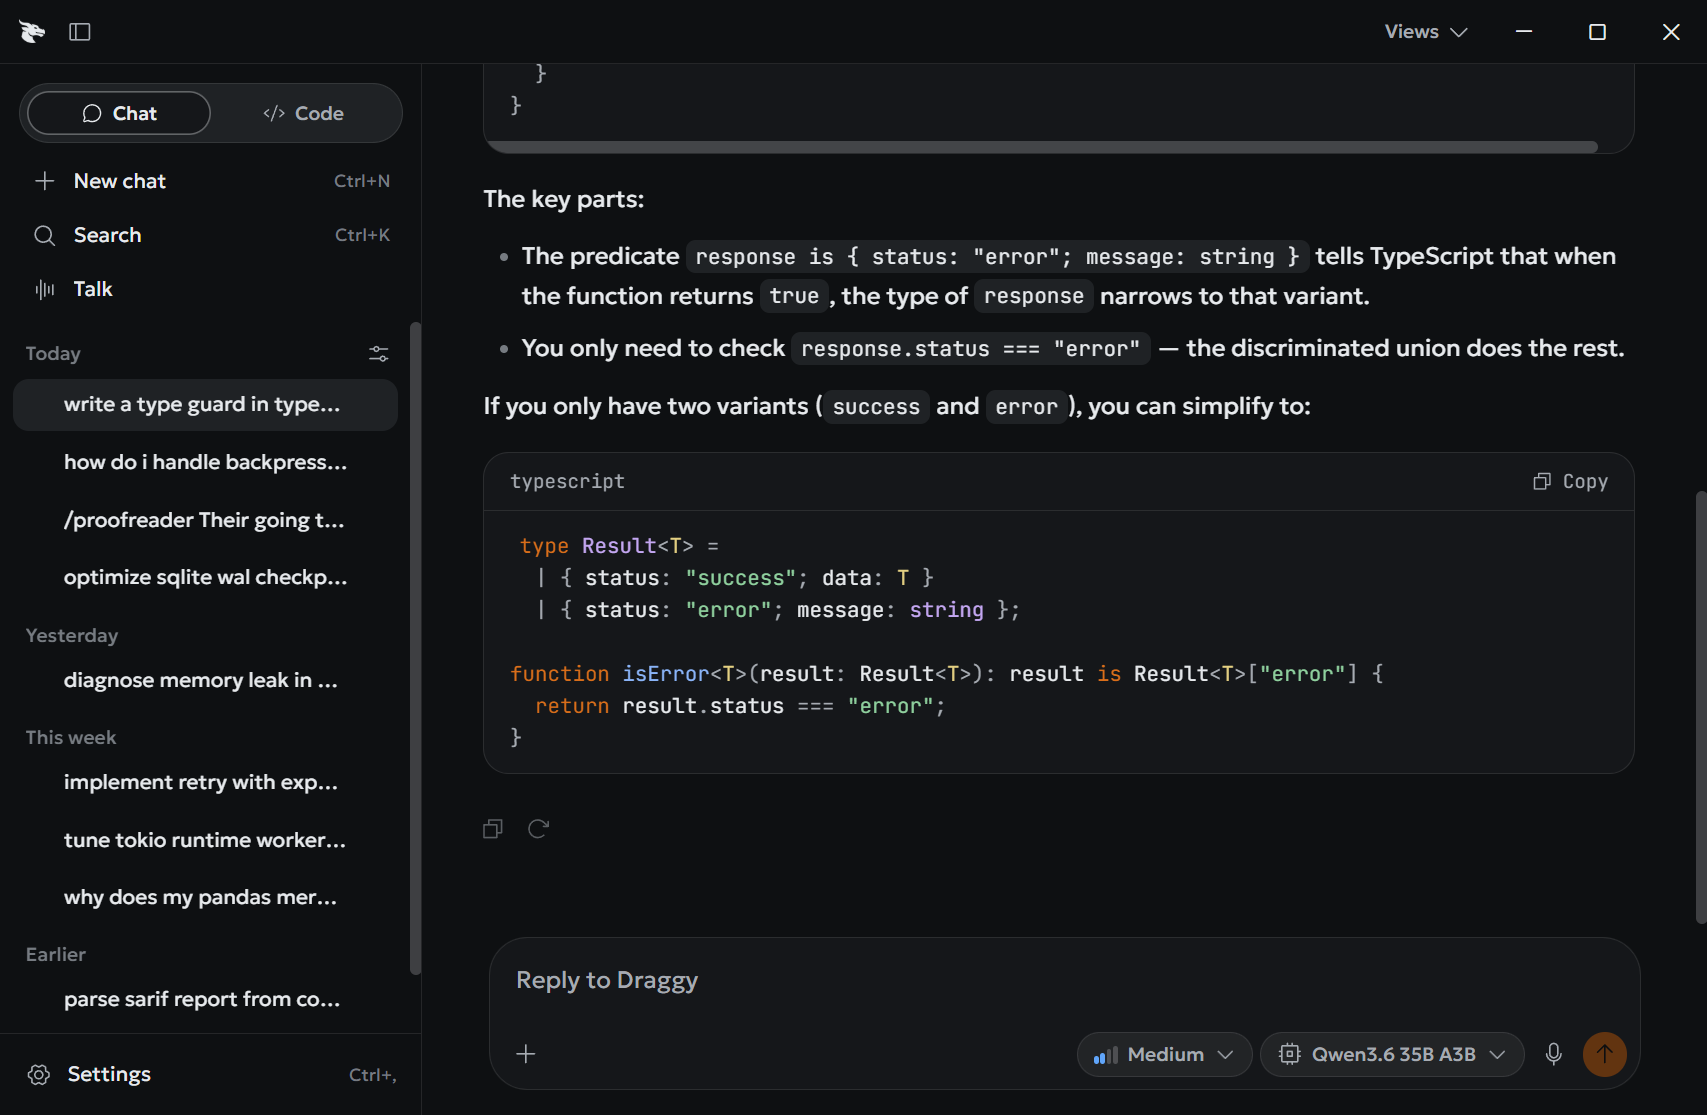 Views
Chat
</> Code
New chat Ctrl+N
Search Ctrl+K
Talk
Today
write a type guard in type...
how do i handle backpress...
/proofreader Their going t...
optimize sqlite wal checkp...
Yesterday
diagnose memory leak in ...
This week
implement retry with exp...
tune tokio runtime worker...
why does my pandas mer...
Earlier
parse sarif report from co...
Settings Ctrl+,
}
}
The key parts:
• The predicate response is { status: "error"; message: string } tells TypeScript that when
the function returns true, the type of response narrows to that variant.
• You only need to check response.status === "error" — the discriminated union does the rest.
If you only have two variants (success and error), you can simplify to:
typescript Copy
type Result<T> =
| { status: "success"; data: T }
| { status: "error"; message: string };
function isError<T>(result: Result<T>): result is Result<T>["error"] {
return result.status === "error";
}
Reply to Draggy
Medium Qwen3.6 35B A3B